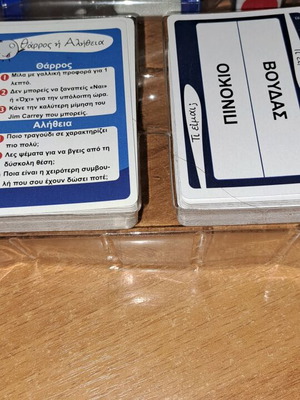 Θάρρος ή Αλήθεια
Θάρρος
Μίλα με γαλλική προφορά για 1
λεπτό.
2 Δεν μπορείς να ξαναπείς «Ναι»
ή «Όχι» για την υπόλοιπη ώρα.
3 Κάνε την καλύτερη μίμηση του
Jim Carrey που μπορείς.
Αλήθεια
Ποιο τραγούδι σε χαρακτηρίζει
πιο πολύ;
Λες ψέματα για να βγεις από τη
δύσκολη θέση;
Ποια είναι η χειρότερη συμβου-
λή που σου έχουν δώσει ποτέ;
Τι είμαι;
ΠΙΝΟΚΙΟ
ΒΟΥΔΑΣ